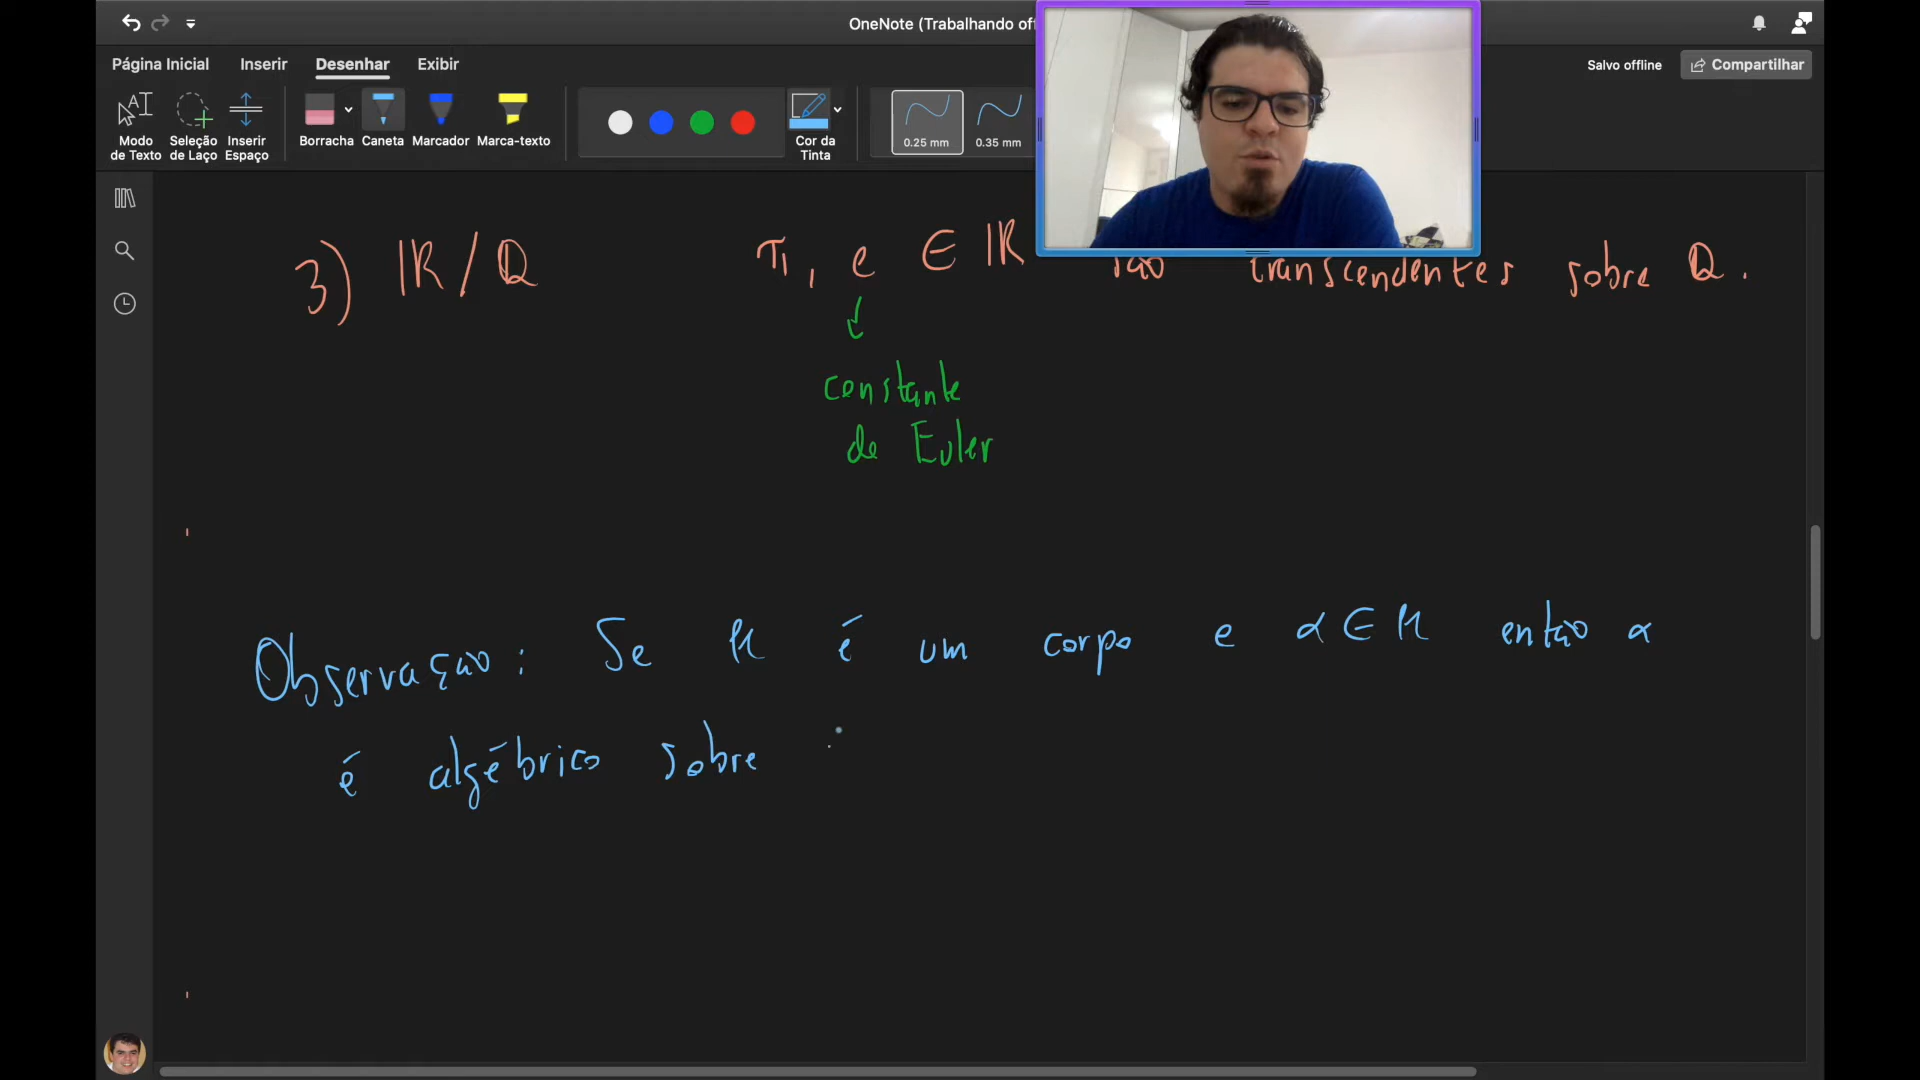 OneNote (Trabalhando of
Página Inicial Inserir Desenhar Exibir
Salvo offline Compartilhar
Modo de Texto Seleção de Laço Inserir Espaço Borracha Caneta Marcador Marca-texto Cor da Tinta 0.25 mm 0.35 mm
3) ℝ/ℚ π, e ∈ ℝ são transcendentes sobre ℚ.
↓
constante
de Euler
Observação: Se K é um corpo e α ∈ K então α
é algébrico sobre